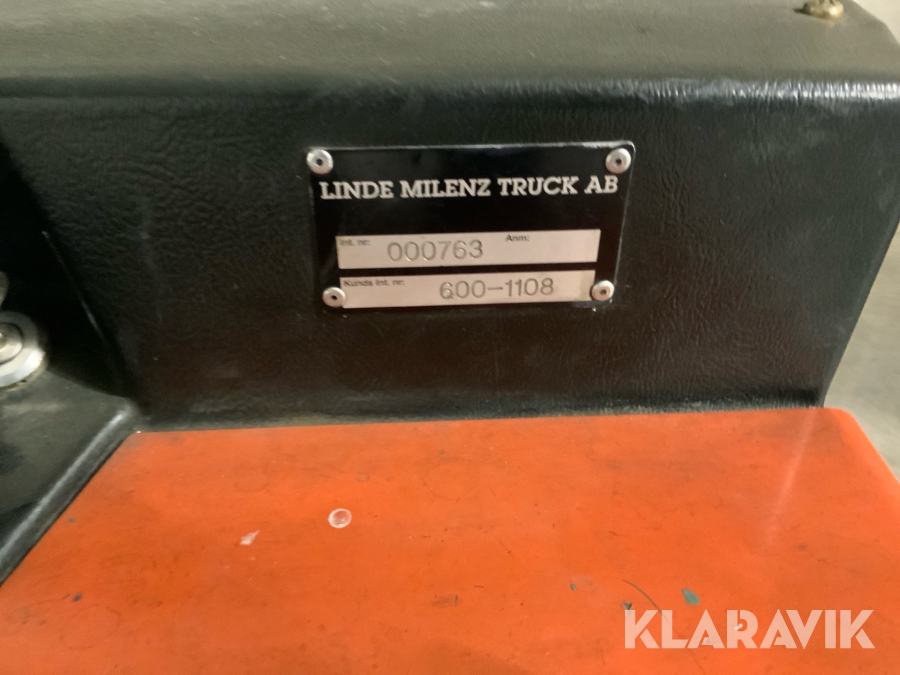 LINDE MILENZ TRUCK AB
Int. nr: 000763 Anm:
Kunds int. nr: 600-1108
KLARAVIK